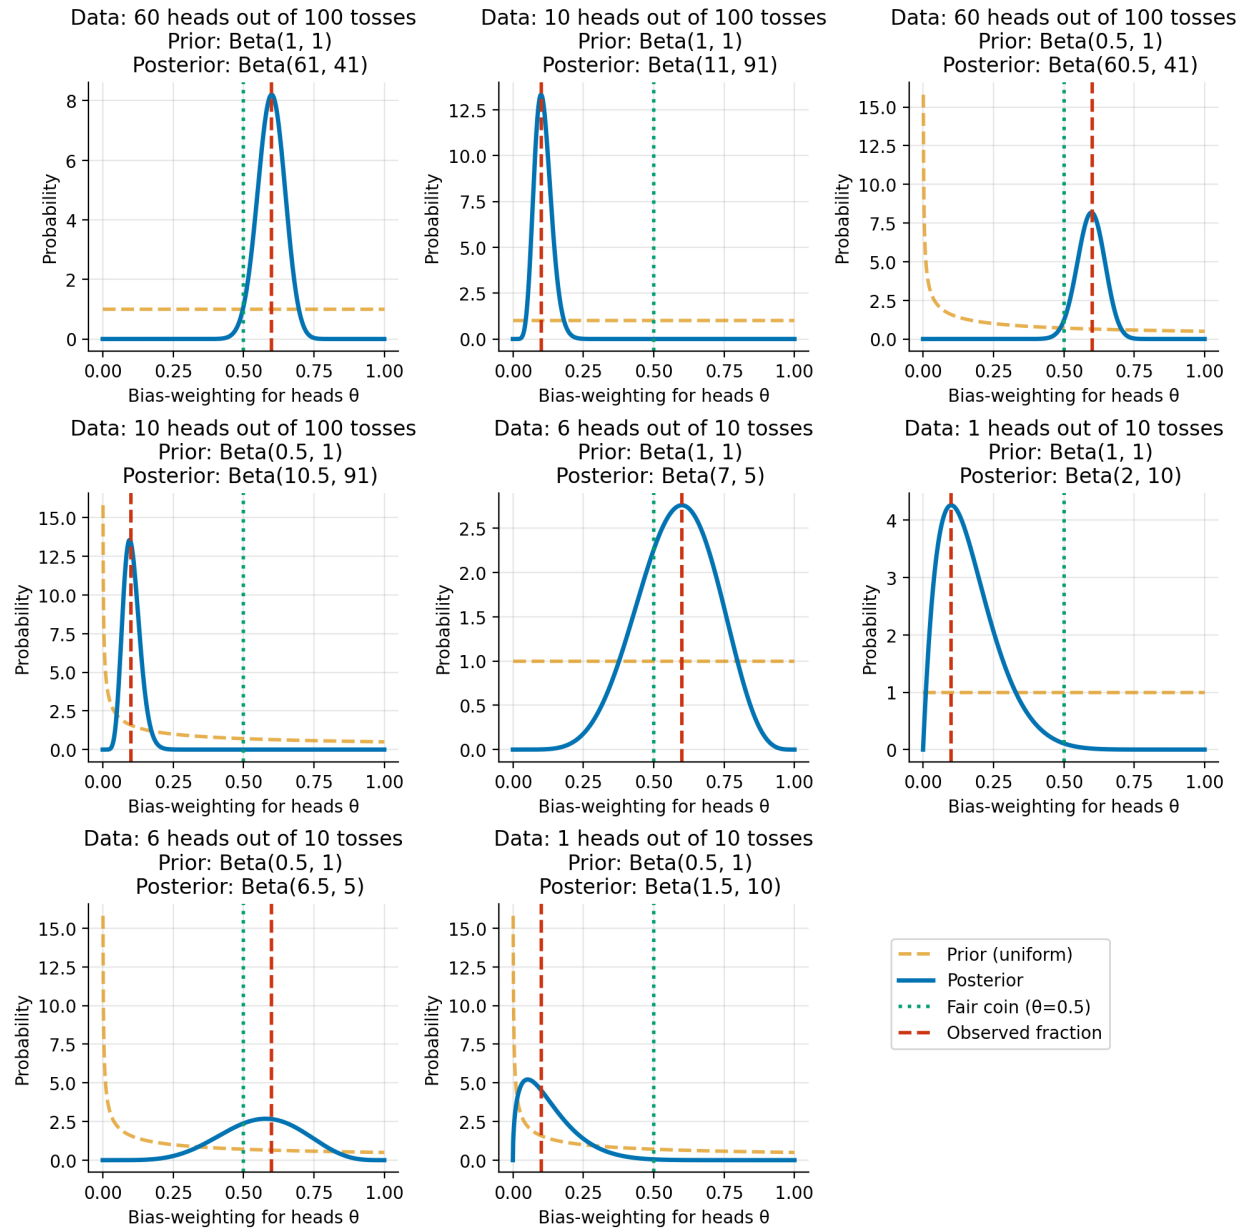 Data: 60 heads out of 100 tosses
Prior: Beta(1, 1)
Posterior: Beta(61, 41)
8
6
4
2
0
Probability
0.00 0.25 0.50 0.75 1.00
Bias-weighting for heads θ
Data: 10 heads out of 100 tosses
Prior: Beta(1, 1)
Posterior: Beta(11, 91)
12.5
10.0
7.5
5.0
2.5
0.0
Probability
0.00 0.25 0.50 0.75 1.00
Bias-weighting for heads θ
Data: 60 heads out of 100 tosses
Prior: Beta(0.5, 1)
Posterior: Beta(60.5, 41)
15.0
12.5
10.0
7.5
5.0
2.5
0.0
Probability
0.00 0.25 0.50 0.75 1.00
Bias-weighting for heads θ
Data: 10 heads out of 100 tosses
Prior: Beta(0.5, 1)
Posterior: Beta(10.5, 91)
15.0
12.5
10.0
7.5
5.0
2.5
0.0
Probability
0.00 0.25 0.50 0.75 1.00
Bias-weighting for heads θ
Data: 6 heads out of 10 tosses
Prior: Beta(1, 1)
Posterior: Beta(7, 5)
2.5
2.0
1.5
1.0
0.5
0.0
Probability
0.00 0.25 0.50 0.75 1.00
Bias-weighting for heads θ
Data: 1 heads out of 10 tosses
Prior: Beta(1, 1)
Posterior: Beta(2, 10)
4
3
2
1
0
Probability
0.00 0.25 0.50 0.75 1.00
Bias-weighting for heads θ
Data: 6 heads out of 10 tosses
Prior: Beta(0.5, 1)
Posterior: Beta(6.5, 5)
15.0
12.5
10.0
7.5
5.0
2.5
0.0
Probability
0.00 0.25 0.50 0.75 1.00
Bias-weighting for heads θ
Data: 1 heads out of 10 tosses
Prior: Beta(0.5, 1)
Posterior: Beta(1.5, 10)
15.0
12.5
10.0
7.5
5.0
2.5
0.0
Probability
0.00 0.25 0.50 0.75 1.00
Bias-weighting for heads θ
Prior (uniform)
Posterior
Fair coin (θ=0.5)
Observed fraction